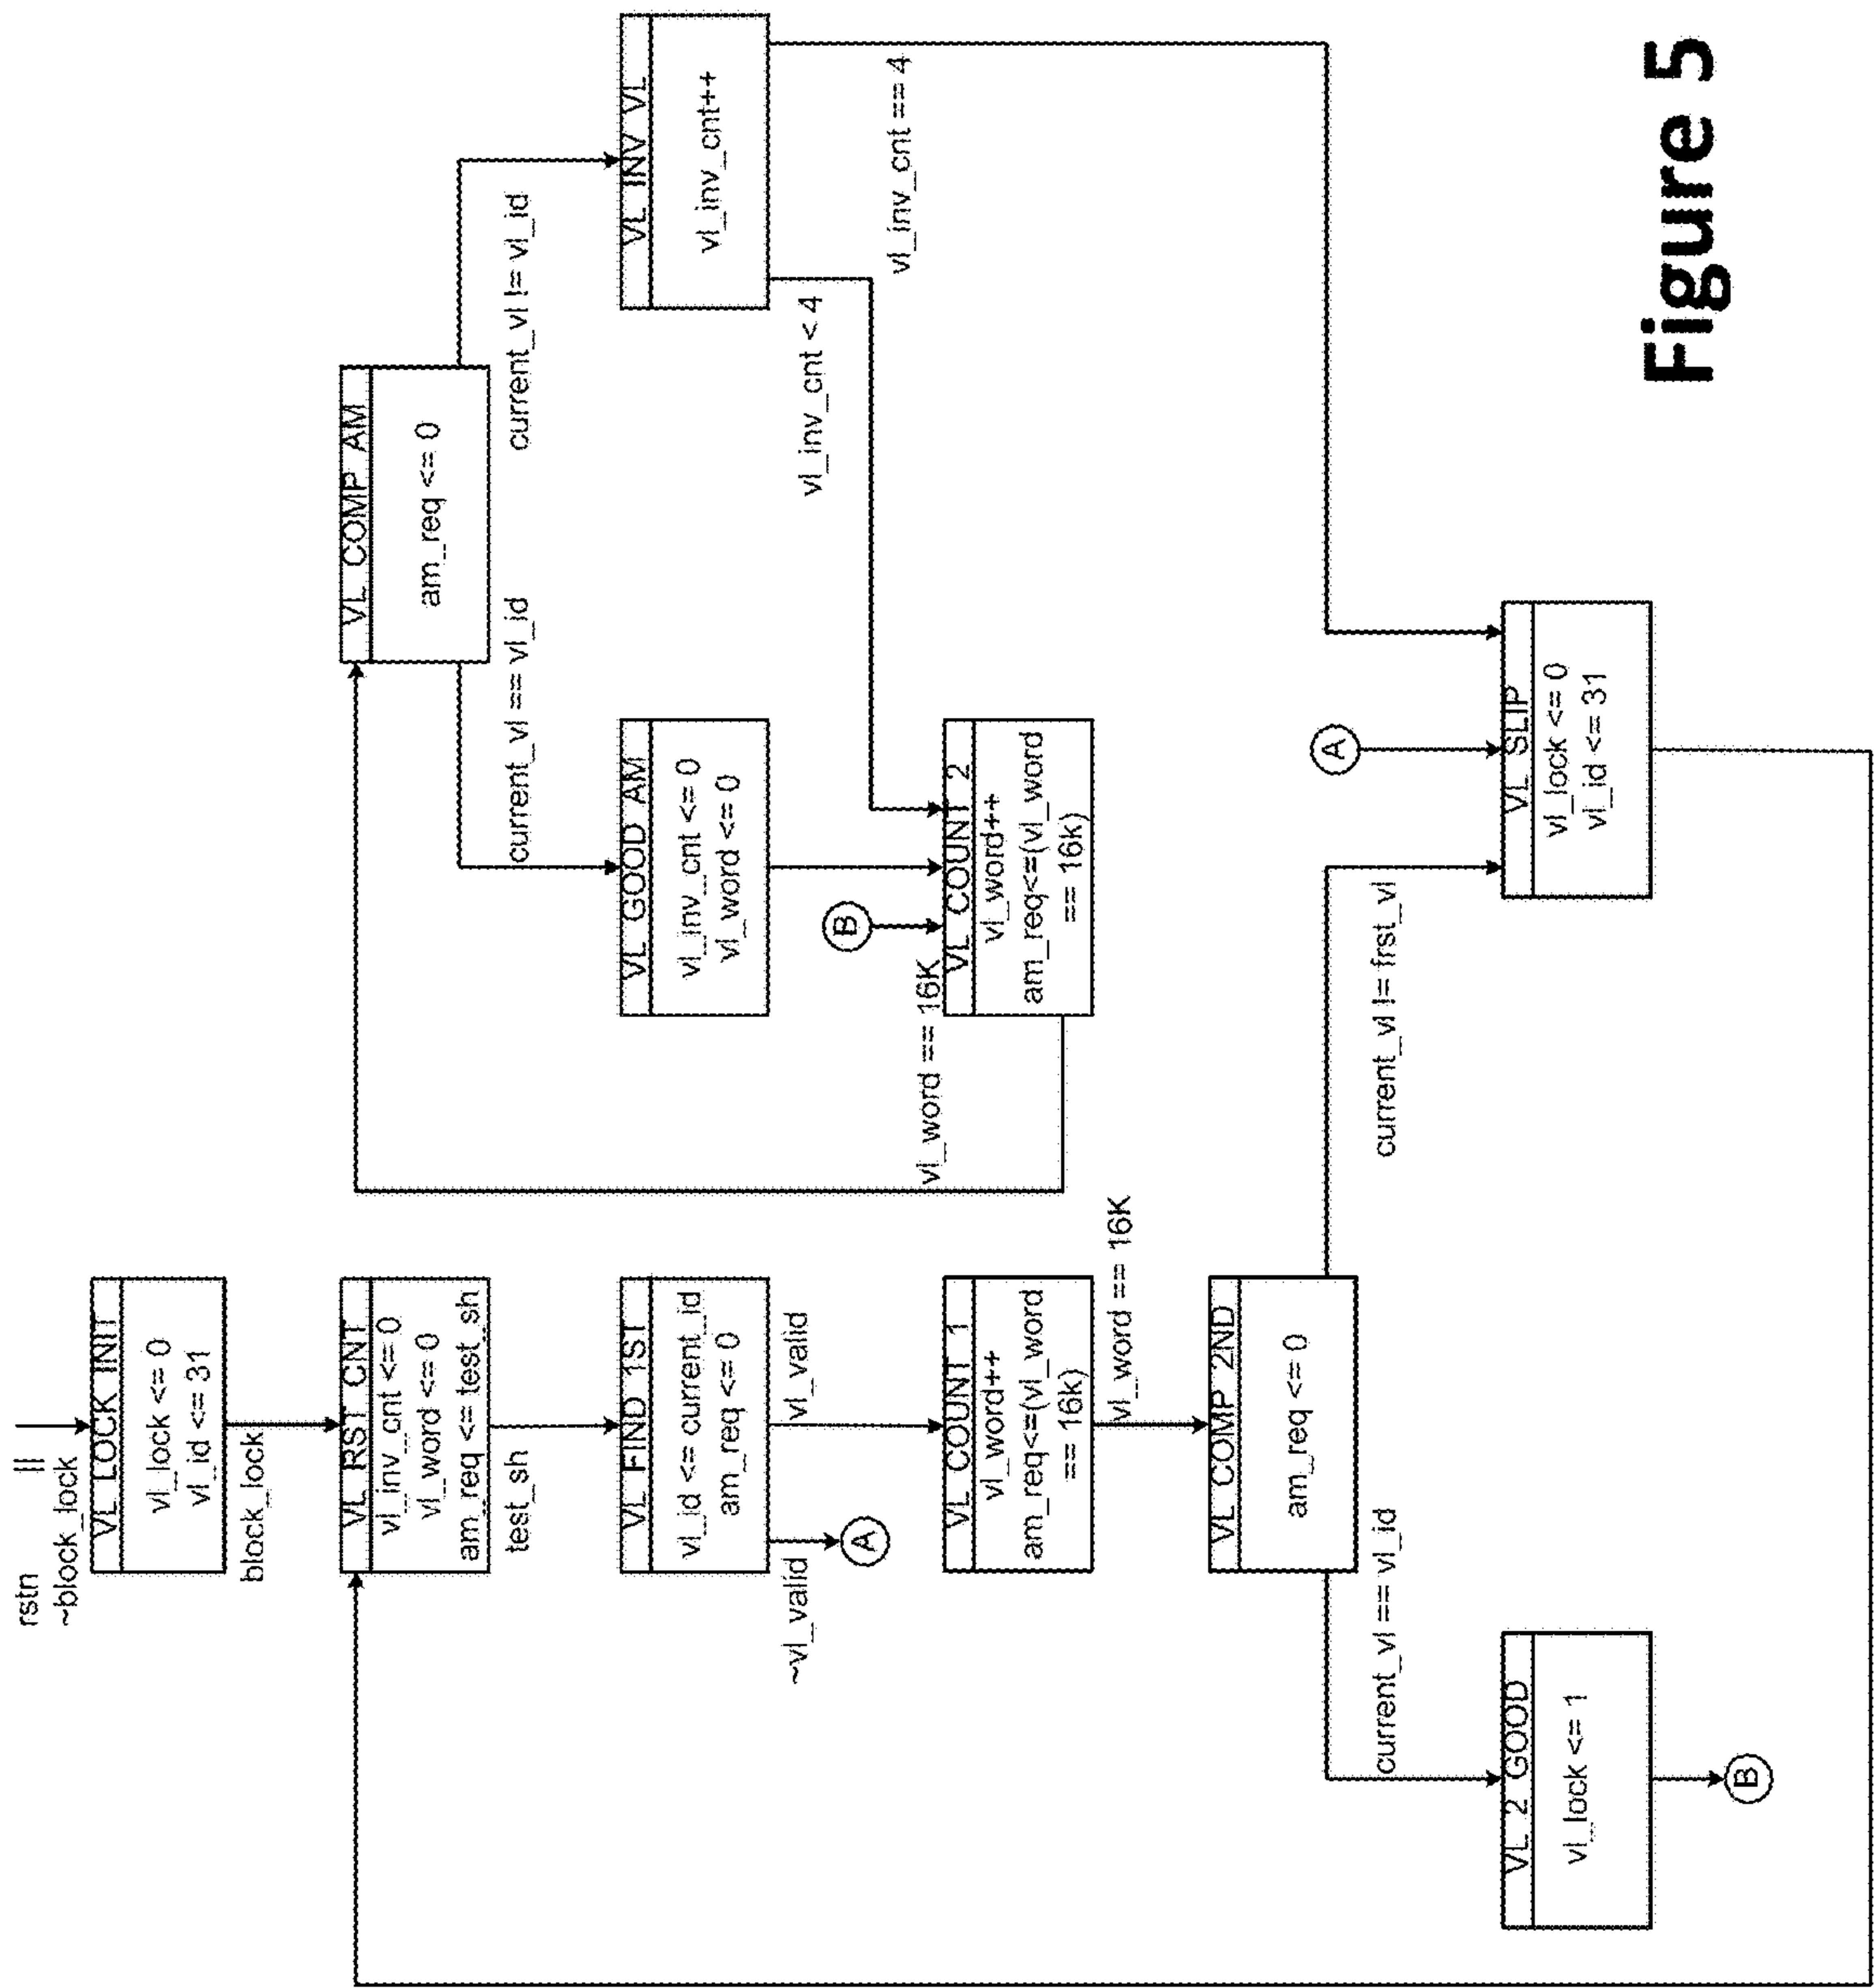 rstn ||
~block_lock
VL_LOCK_INIT
vl_lock <= 0
vl_id <= 31
block_lock
VL_RST_CNT
vl_inv_cnt <=0
vl_word <= 0
am_req <= test_sh
test_sh
VL_FIND_1ST
vl_id <= current_id
am_req <= 0
~vl_valid
vl_valid
A
VL_COUNT_1
vl_word++
am_req<=(vl_word
== 16k)
vl_word == 16K
VL_COMP_2ND
am_req <= 0
current_vl == vl_id
current_vl != frst_vl
VL_2_GOOD
vl_lock <= 1
B
VL_COMP_AM
am_req <= 0
current_vl == vl_id
current_vl != vl_id
VL_GOOD_AM
vl_inv_cnt <= 0
vl_word <= 0
VL_INV_VL
vl_inv_cnt++
vl_inv_cnt < 4
vl_inv_cnt == 4
B
vl_word == 16K
VL_COUNT_2
vl_word++
am_req<=(vl_word
== 16k)
A
VL_SLIP
vl_lock <= 0
vl_id <= 31
Figure 5